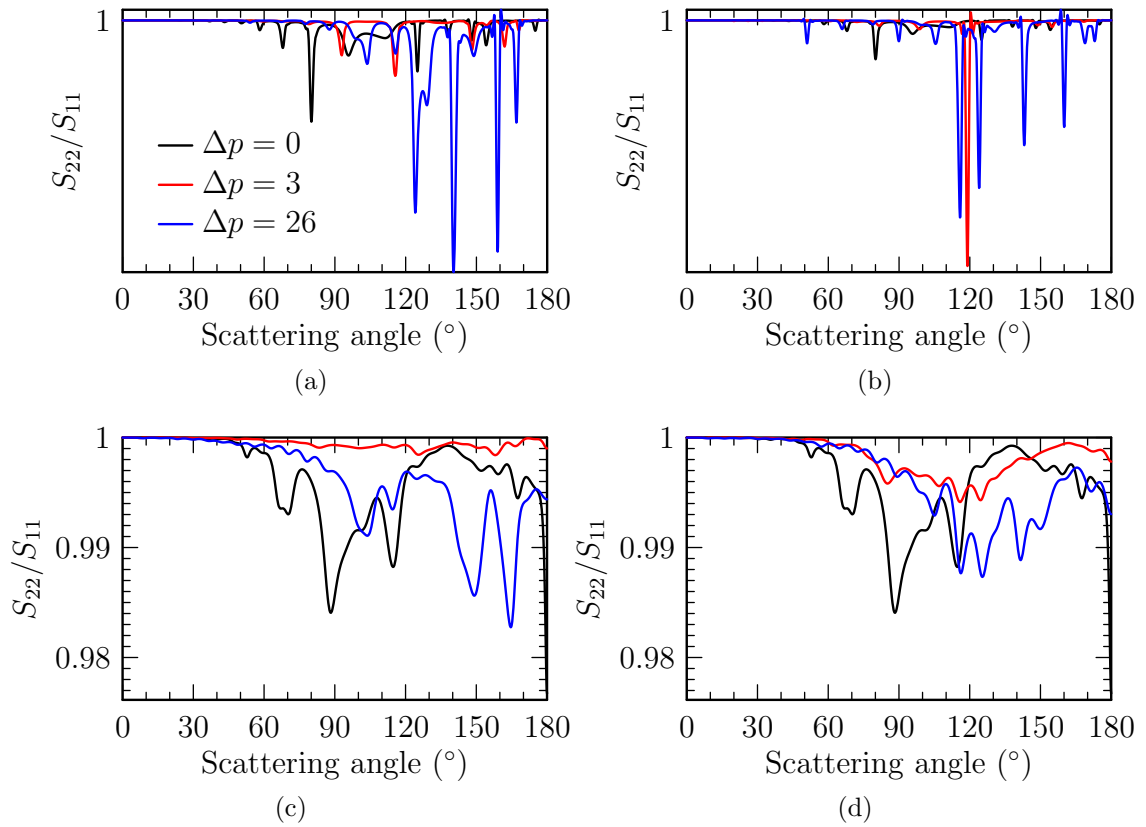 1
S₂₂/S₁₁
Δp = 0
Δp = 3
Δp = 26
0 30 60 90 120 150 180
Scattering angle (°)
(a)
1
S₂₂/S₁₁
0 30 60 90 120 150 180
Scattering angle (°)
(b)
1
0.99
0.98
S₂₂/S₁₁
0 30 60 90 120 150 180
Scattering angle (°)
(c)
1
0.99
0.98
S₂₂/S₁₁
0 30 60 90 120 150 180
Scattering angle (°)
(d)